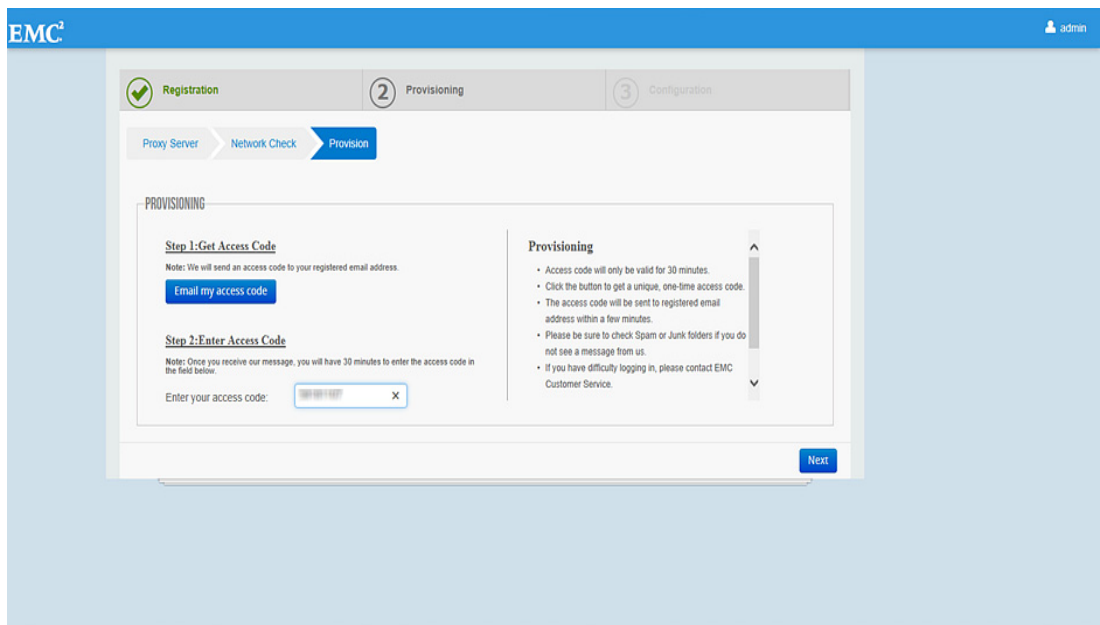 EMC²
admin
Registration
2 Provisioning
3 Configuration
Proxy Server
Network Check
Provision
PROVISIONING
Step 1:Get Access Code
Note: We will send an access code to your registered email address.
Email my access code
Step 2:Enter Access Code
Note: Once you receive our message, you will have 30 minutes to enter the access code in
the field below.
Enter your access code:
Provisioning
• Access code will only be valid for 30 minutes.
• Click the button to get a unique, one-time access code.
• The access code will be sent to registered email
address within a few minutes.
• Please be sure to check Spam or Junk folders if you do
not see a message from us.
• If you have difficulty logging in, please contact EMC
Customer Service.
Next